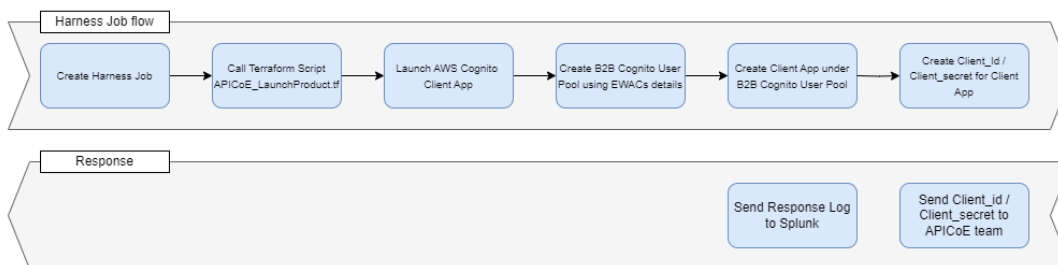 Harness Job flow
Create Harness Job
Call Terraform Script
APICoE_LaunchProduct.tf
Launch AWS Cognito
Client App
Create B2B Cognito User
Pool using EWACs details
Create Client App under
B2B Cognito User Pool
Create Client_Id /
Client_secret for Client
App
Response
Send Response Log
to Splunk
Send Client_id /
Client_secret to
APICoE team